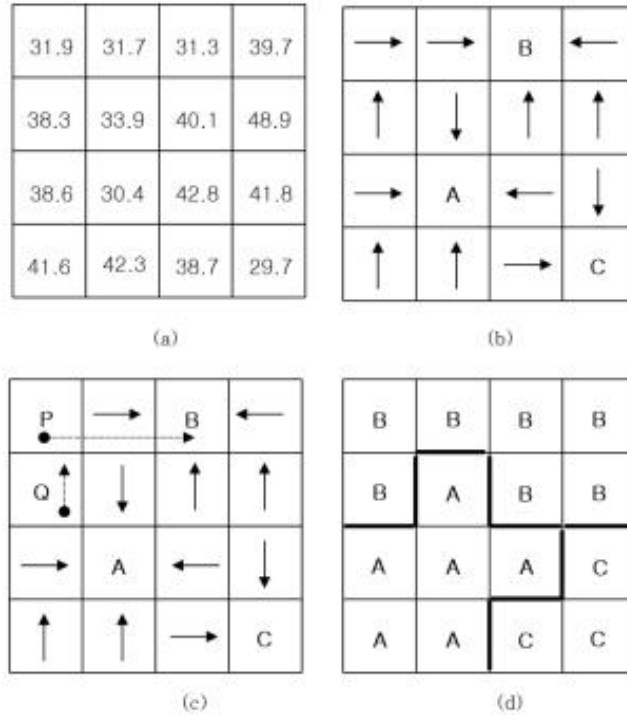 31.9 31.7 31.3 39.7
38.3 33.9 40.1 48.9
38.6 30.4 42.8 41.8
41.6 42.3 38.7 29.7
(a)
B
A
C
(b)
P B
Q
A
C
(c)
B B B B
B A B B
A A A C
A A C C
(d)